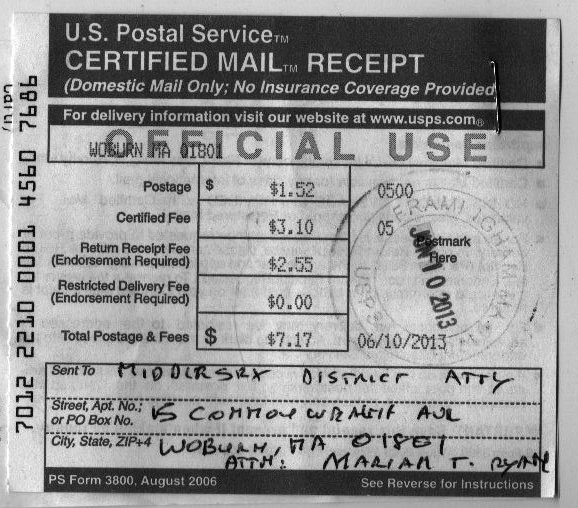 U.S. Postal Service™
CERTIFIED MAIL™ RECEIPT
(Domestic Mail Only; No Insurance Coverage Provided
For delivery information visit our website at www.usps.com®
OFFICIAL USE
WOBURN MA 01801
Postage $ $1.52 0500
Certified Fee $3.10 05
Return Receipt Fee
(Endorsement Required) $2.55
Postmark
Here
Restricted Delivery Fee
(Endorsement Required) $0.00
Total Postage & Fees $ $7.17 06/10/2013
JUN 10 2013
7012 2210 0001 4560 7686
Sent To MIDDLESEX DISTRICT ATTY
Street, Apt. No.;
or PO Box No. 15 COMMONWEALTH AVE
City, State, ZIP+4 WOBURN, MA 01801
ATTN: MARIAN T. RYAN
PS Form 3800, August 2006 See Reverse for Instructions